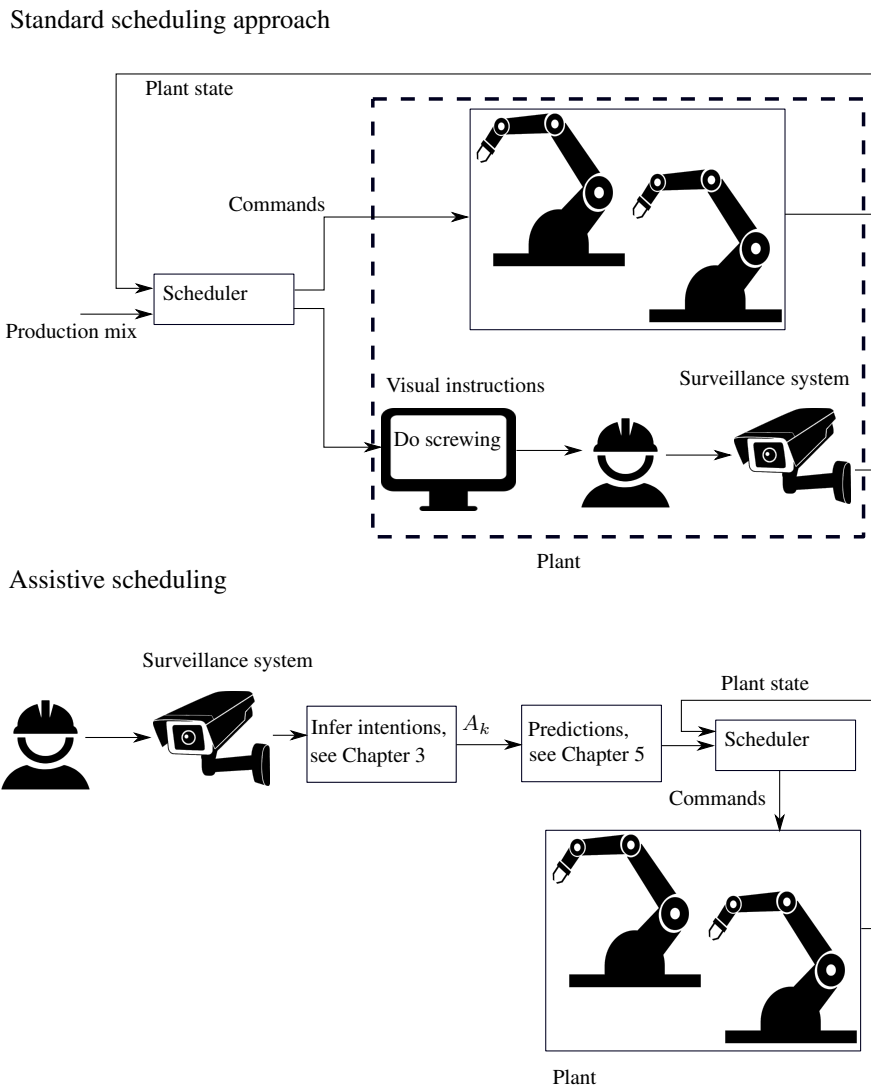 Standard scheduling approach
Plant state
Commands
Scheduler
Production mix
Visual instructions
Surveillance system
Do screwing
Plant
Assistive scheduling
Surveillance system
Plant state
Infer intentions,
see Chapter 3
A_k
Predictions,
see Chapter 5
Scheduler
Commands
Plant